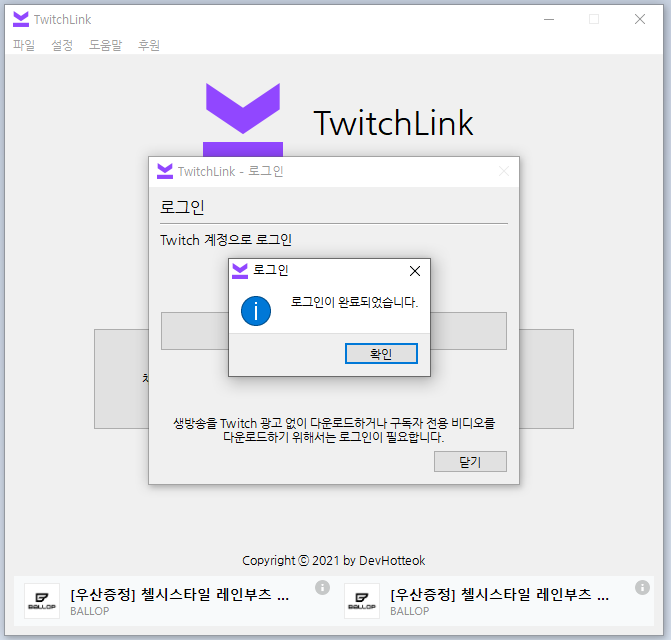 TwitchLink
파일 설정 도움말 후원
TwitchLink
TwitchLink - 로그인
로그인
Twitch 계정으로 로그인
로그인
로그인이 완료되었습니다.
확인
생방송을 Twitch 광고 없이 다운로드하거나 구독자 전용 비디오를
다운로드하기 위해서는 로그인이 필요합니다.
닫기
Copyright ⓒ 2021 by DevHotteok
BALLOP
[우산증정] 첼시스타일 레인부츠 ...
BALLOP
BALLOP
[우산증정] 첼시스타일 레인부츠 ...
BALLOP